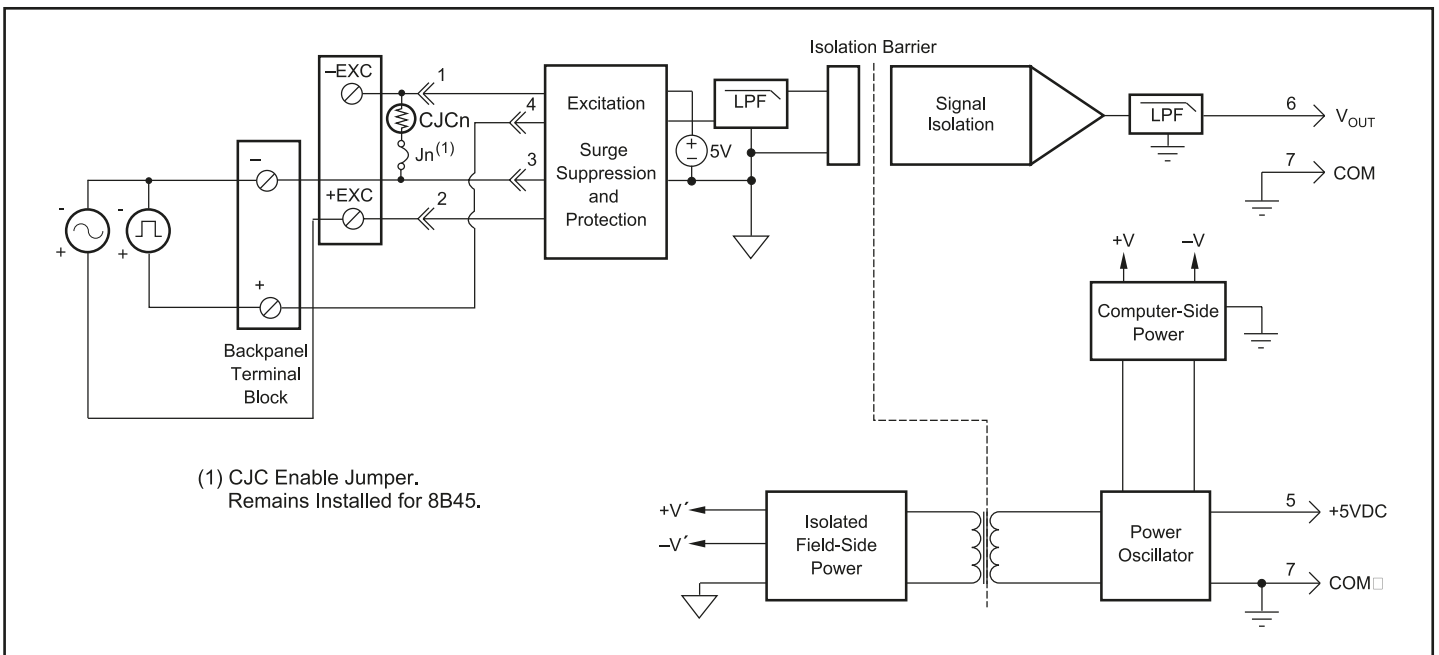 Isolation Barrier
–EXC
1
CJCn
Jn(1)
4
3
+EXC
2
Excitation
Surge
Suppression
and
Protection
5V
+
–
LPF
Signal
Isolation
LPF
6
VOUT
7
COM
-
+
-
+
–
+
Backpanel
Terminal
Block
+V
–V
Computer-Side
Power
(1) CJC Enable Jumper.
Remains Installed for 8B45.
+V´
–V´
Isolated
Field-Side
Power
Power
Oscillator
5
+5VDC
7
COM□